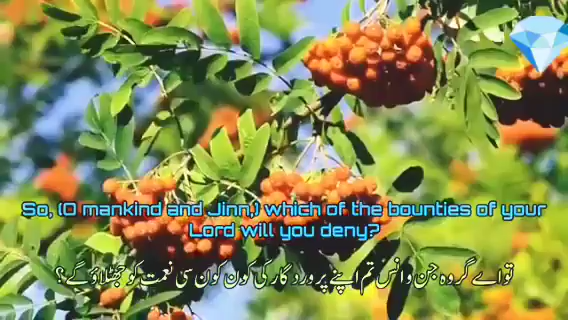 So, (O mankind and Jinn,) which of the bounties of your
Lord will you deny?
تو اے گروہ جن و انس تم اپنے پروردگار کی کون کون سی نعمت کو جھٹلاؤ گے؟